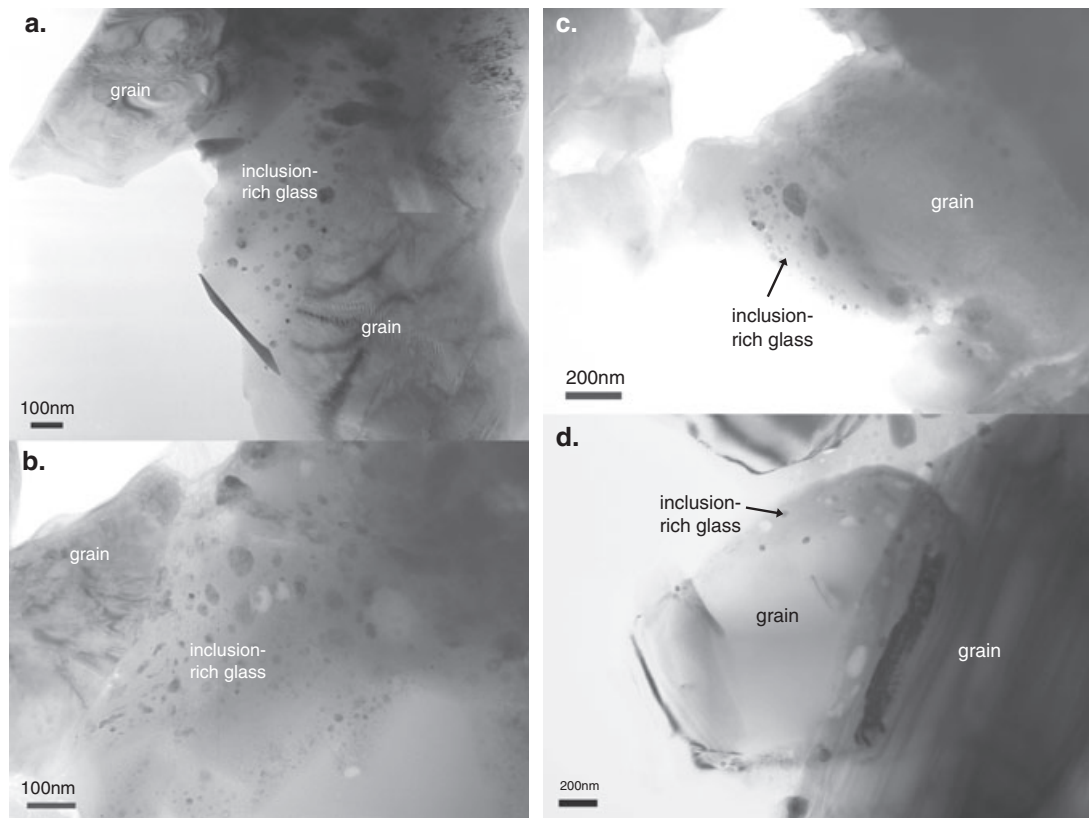 a.
grain
inclusion-
rich glass
grain
100nm
b.
grain
inclusion-
rich glass
100nm
c.
grain
inclusion-
rich glass
200nm
d.
inclusion-
rich glass
grain
grain
200nm